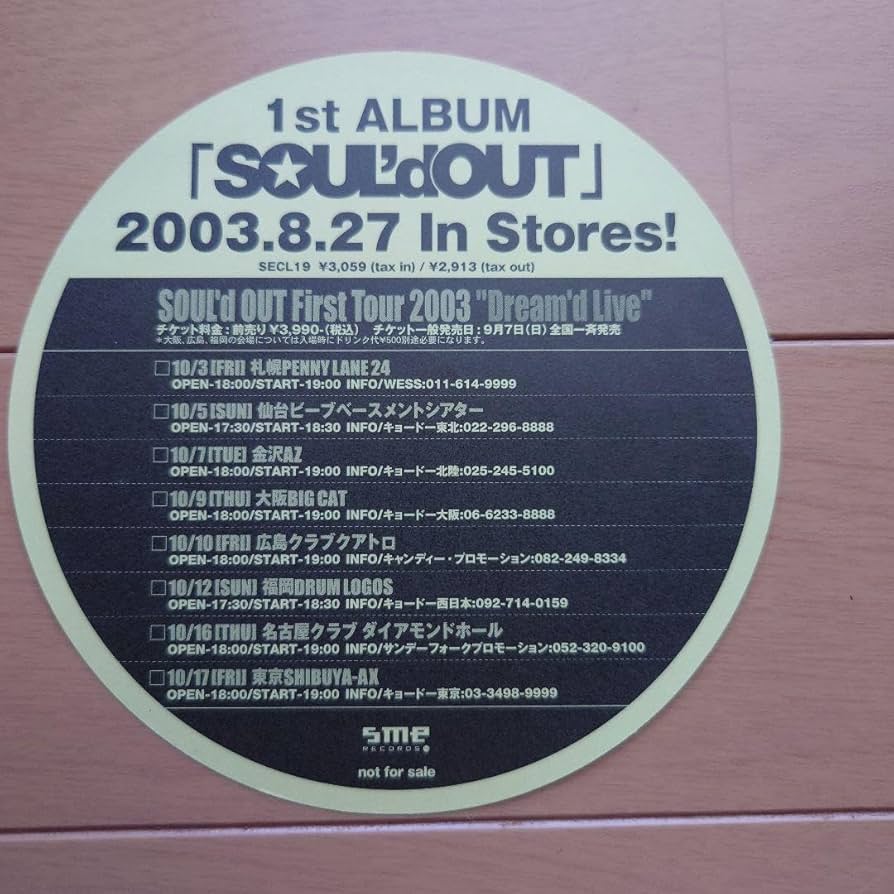 1st ALBUM
「SOUL'dOUT」
2003.8.27 In Stores!
SECL19 ¥3,059 (tax in) / ¥2,913 (tax out)
SOUL'd OUT First Tour 2003 "Dream'd Live"
チケット料金:前売り¥3,990-(税込) チケット一般発売日:9月7日(日)全国一斉発売
*大阪、広島、福岡の会場については入場時にドリンク代¥500別途必要になります。
□10/3[FRI] 札幌PENNY LANE 24
OPEN-18:00/START-19:00 INFO/WESS:011-614-9999
□10/5[SUN] 仙台ビーブベースメントシアター
OPEN-17:30/START-18:30 INFO/キョードー東北:022-296-8888
□10/7[TUE] 金沢AZ
OPEN-18:00/START-19:00 INFO/キョードー北陸:025-245-5100
□10/9[THU] 大阪BIG CAT
OPEN-18:00/START-19:00 INFO/キョードー大阪:06-6233-8888
□10/10[FRI] 広島クラブクアトロ
OPEN-18:00/START-19:00 INFO/キャンディー・プロモーション:082-249-8334
□10/12[SUN] 福岡DRUM LOGOS
OPEN-17:30/START-18:30 INFO/キョードー西日本:092-714-0159
□10/16[THU] 名古屋クラブ ダイアモンドホール
OPEN-18:00/START-19:00 INFO/サンデーフォークプロモーション:052-320-9100
□10/17[FRI] 東京SHIBUYA-AX
OPEN-18:00/START-19:00 INFO/キョードー東京:03-3498-9999
sme
RECORDS
not for sale